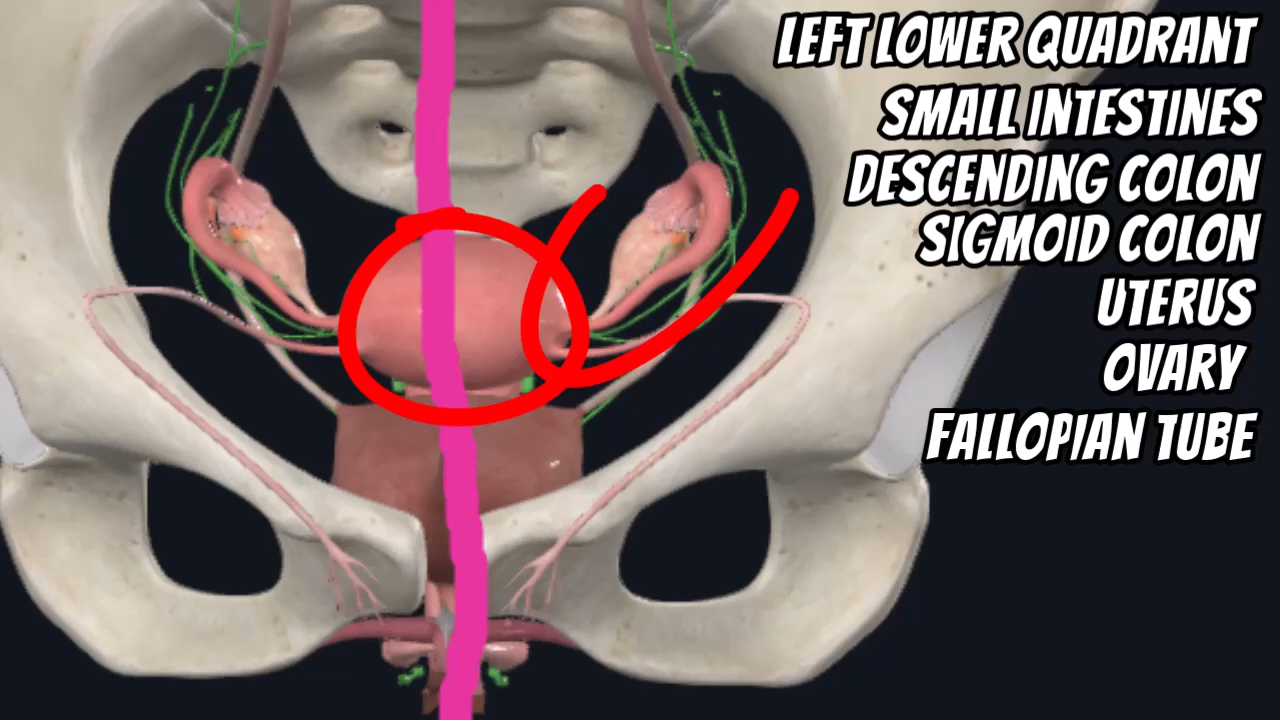 LEFT LOWER QUADRANT
SMALL INTESTINES
DESCENDING COLON
SIGMOID COLON
UTERUS
OVARY
FALLOPIAN TUBE